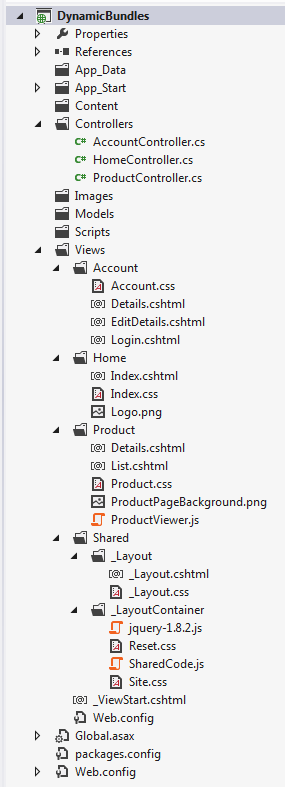 DynamicBundles
Properties
References
App_Data
App_Start
Content
Controllers
C# AccountController.cs
C# HomeController.cs
C# ProductController.cs
Images
Models
Scripts
Views
Account
Account.css
[@] Details.cshtml
[@] EditDetails.cshtml
[@] Login.cshtml
Home
[@] Index.cshtml
Index.css
Logo.png
Product
[@] Details.cshtml
[@] List.cshtml
Product.css
ProductPageBackground.png
ProductViewer.js
Shared
_Layout
[@] _Layout.cshtml
_Layout.css
_LayoutContainer
jquery-1.8.2.js
Reset.css
SharedCode.js
Site.css
[@] _ViewStart.cshtml
Web.config
Global.asax
packages.config
Web.config